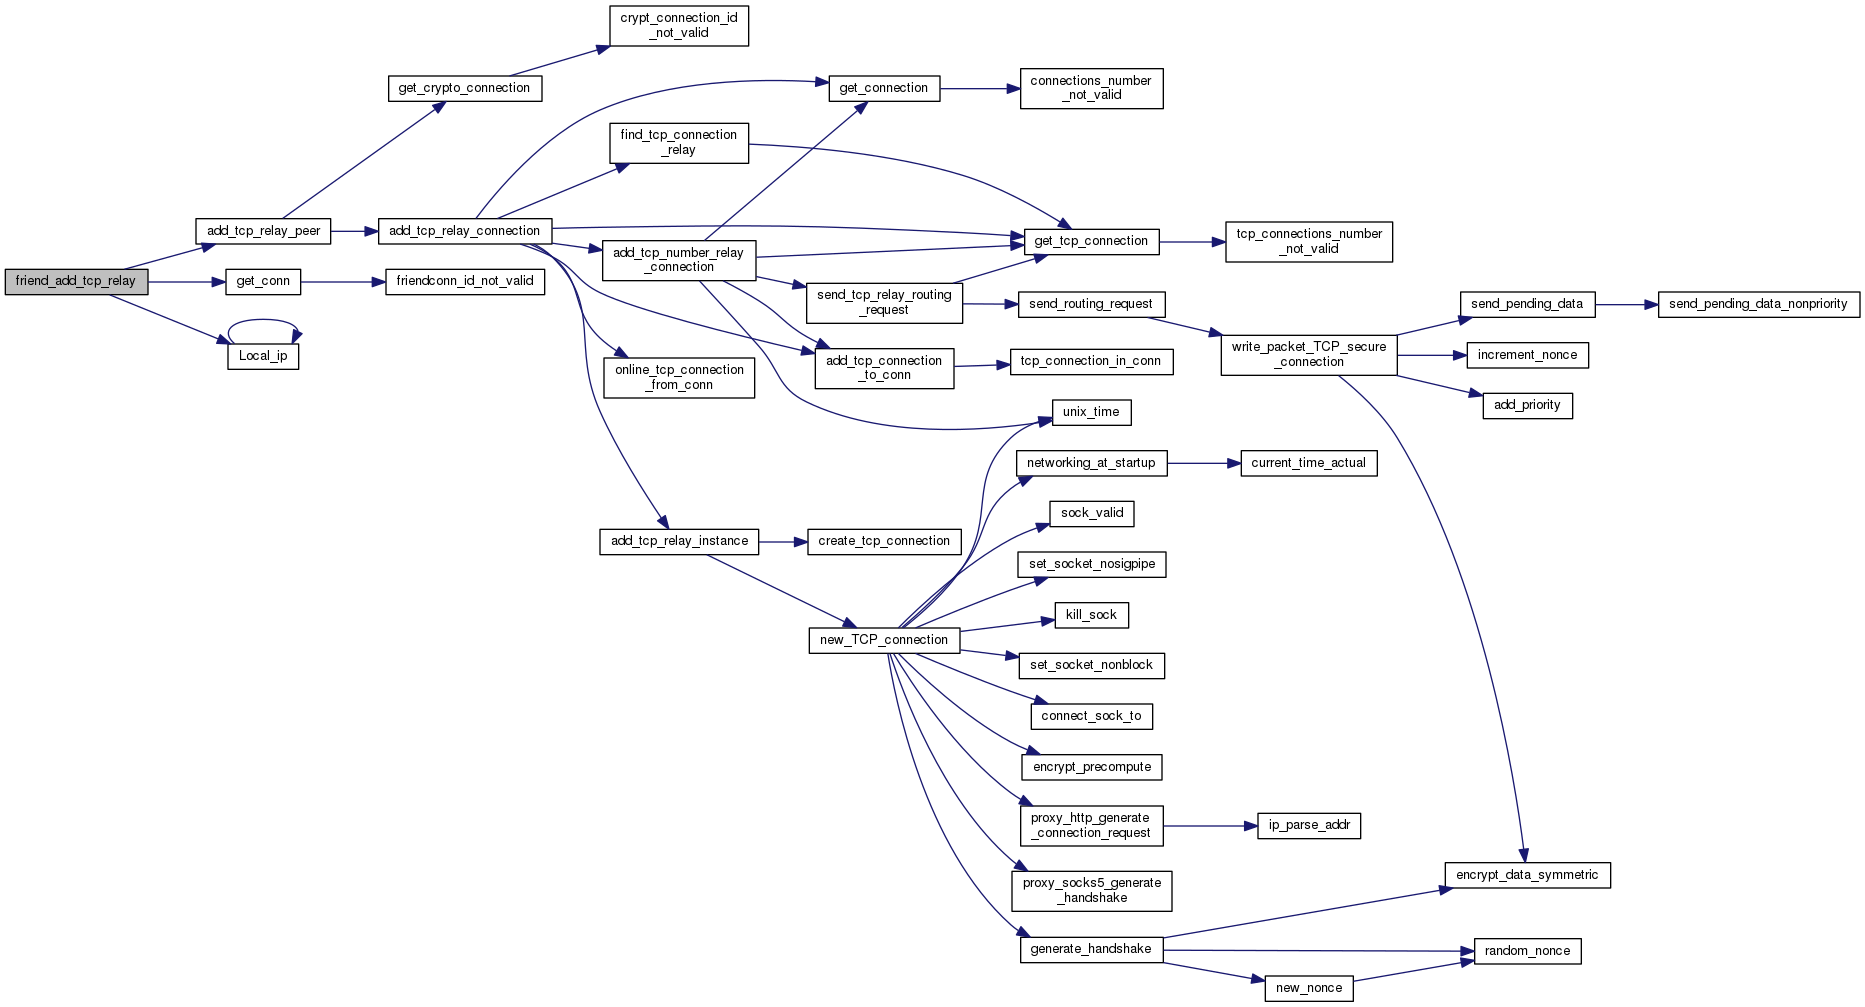 crypt_connection_id
_not_valid
get_crypto_connection
get_connection
connections_number
_not_valid
find_tcp_connection
_relay
add_tcp_relay_peer
add_tcp_relay_connection
get_tcp_connection
tcp_connections_number
_not_valid
add_tcp_number_relay
_connection
friend_add_tcp_relay
get_conn
friendconn_id_not_valid
send_tcp_relay_routing
_request
send_routing_request
send_pending_data
send_pending_data_nonpriority
Local_ip
write_packet_TCP_secure
_connection
increment_nonce
add_tcp_connection
_to_conn
tcp_connection_in_conn
online_tcp_connection
_from_conn
add_priority
unix_time
networking_at_startup
current_time_actual
sock_valid
add_tcp_relay_instance
create_tcp_connection
set_socket_nosigpipe
kill_sock
new_TCP_connection
set_socket_nonblock
connect_sock_to
encrypt_precompute
proxy_http_generate
_connection_request
ip_parse_addr
proxy_socks5_generate
_handshake
encrypt_data_symmetric
generate_handshake
random_nonce
new_nonce